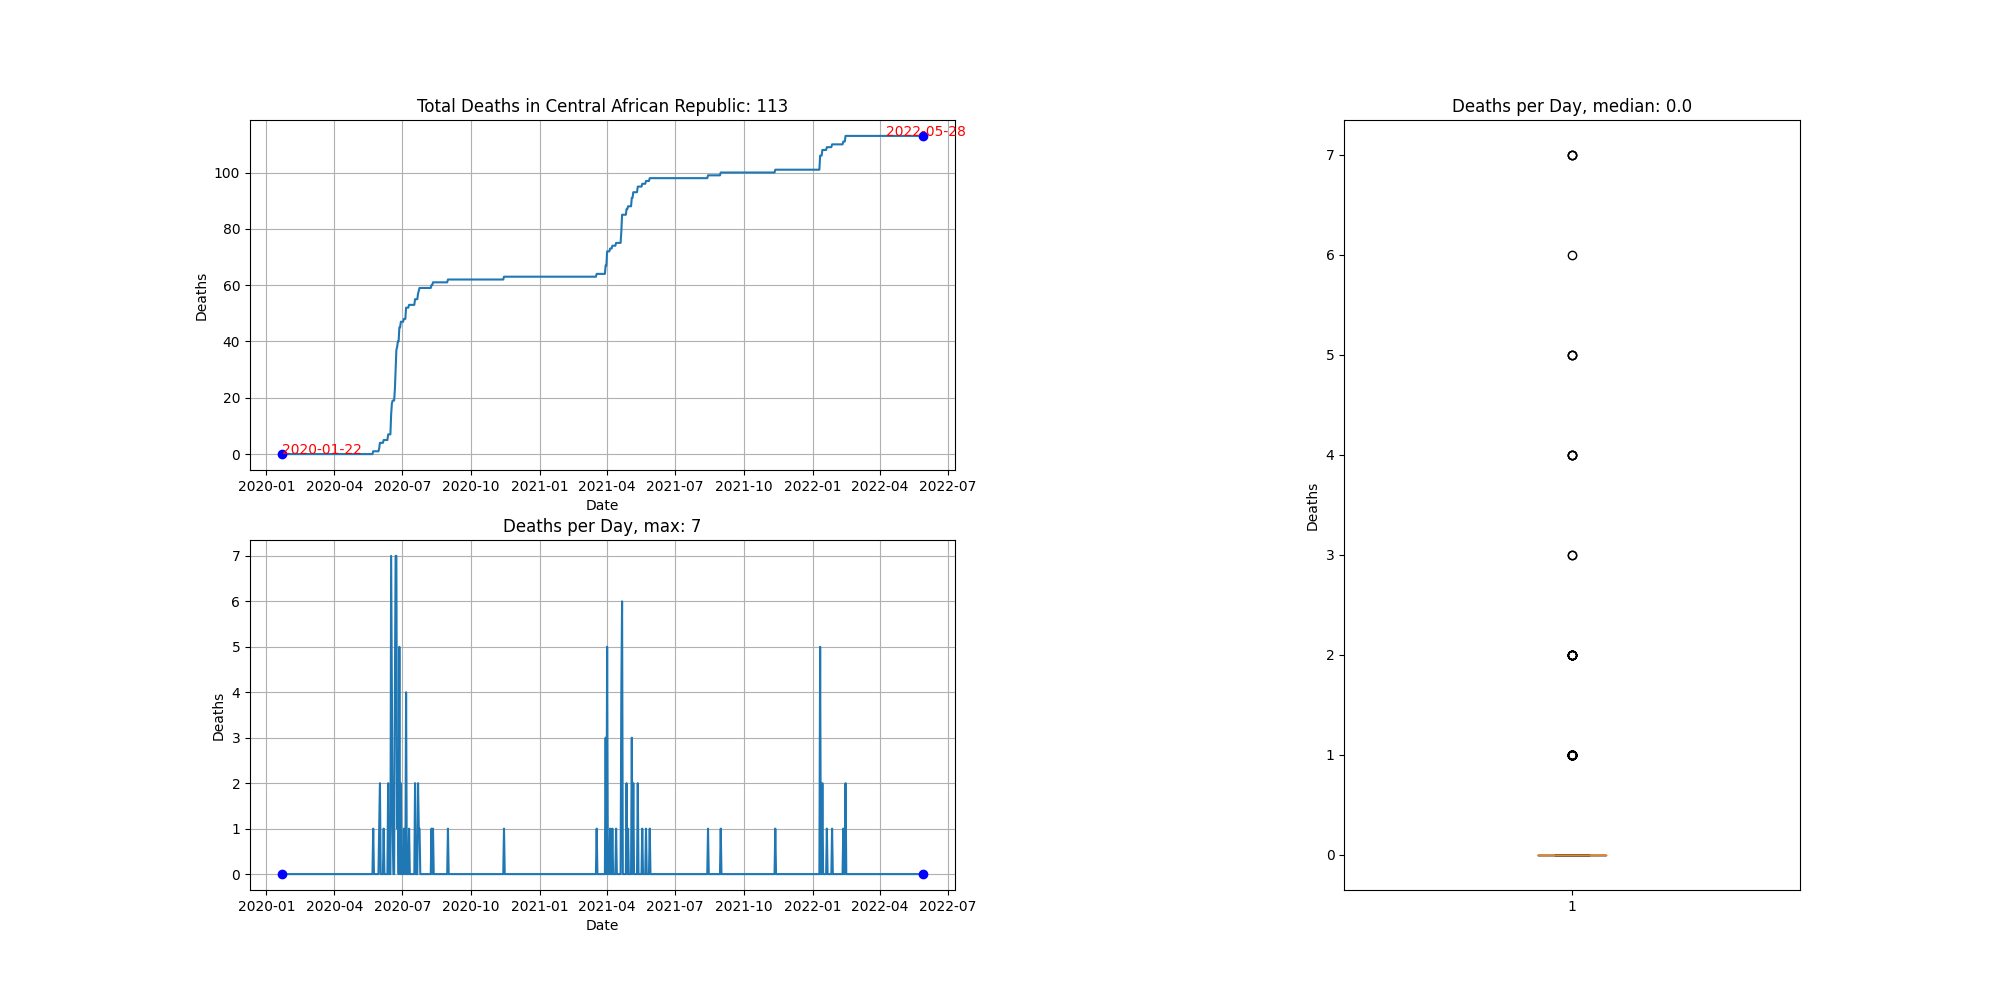 Total Deaths in Central African Republic: 113
Deaths
100
80
60
40
20
0
2020-01-22
2022-05-28
2020-01 2020-04 2020-07 2020-10 2021-01 2021-04 2021-07 2021-10 2022-01 2022-04 2022-07
Date
Deaths per Day, max: 7
Deaths
7
6
5
4
3
2
1
0
2020-01 2020-04 2020-07 2020-10 2021-01 2021-04 2021-07 2021-10 2022-01 2022-04 2022-07
Date
Deaths per Day, median: 0.0
Deaths
7
6
5
4
3
2
1
0
1